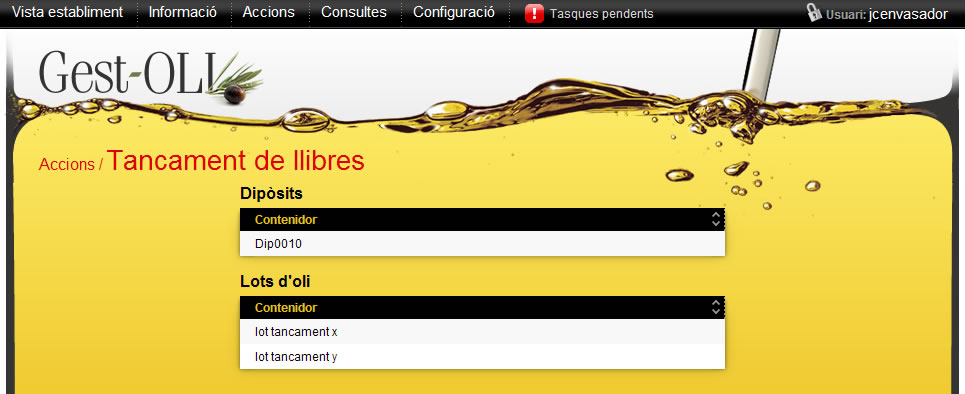 Vista establiment Informació Accions Consultes Configuració ! Tasques pendents Usuari: jcenvasador
Gest-OLI
Accions / Tancament de llibres
Dipòsits
Contenidor
Dip0010
Lots d'oli
Contenidor
lot tancament x
lot tancament y